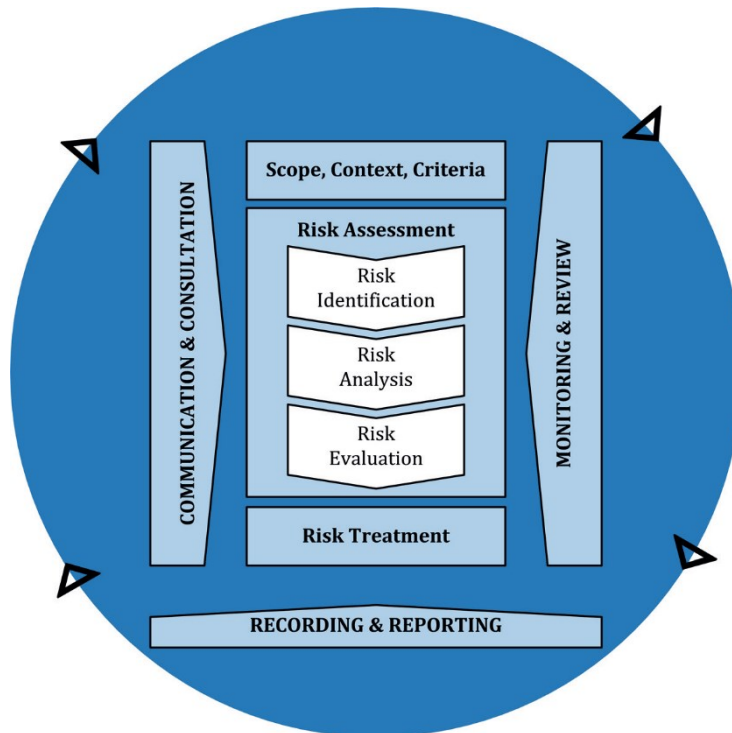 Scope, Context, Criteria
Risk Assessment
Risk
Identification
Risk
Analysis
Risk
Evaluation
Risk Treatment
COMMUNICATION & CONSULTATION
MONITORING & REVIEW
RECORDING & REPORTING